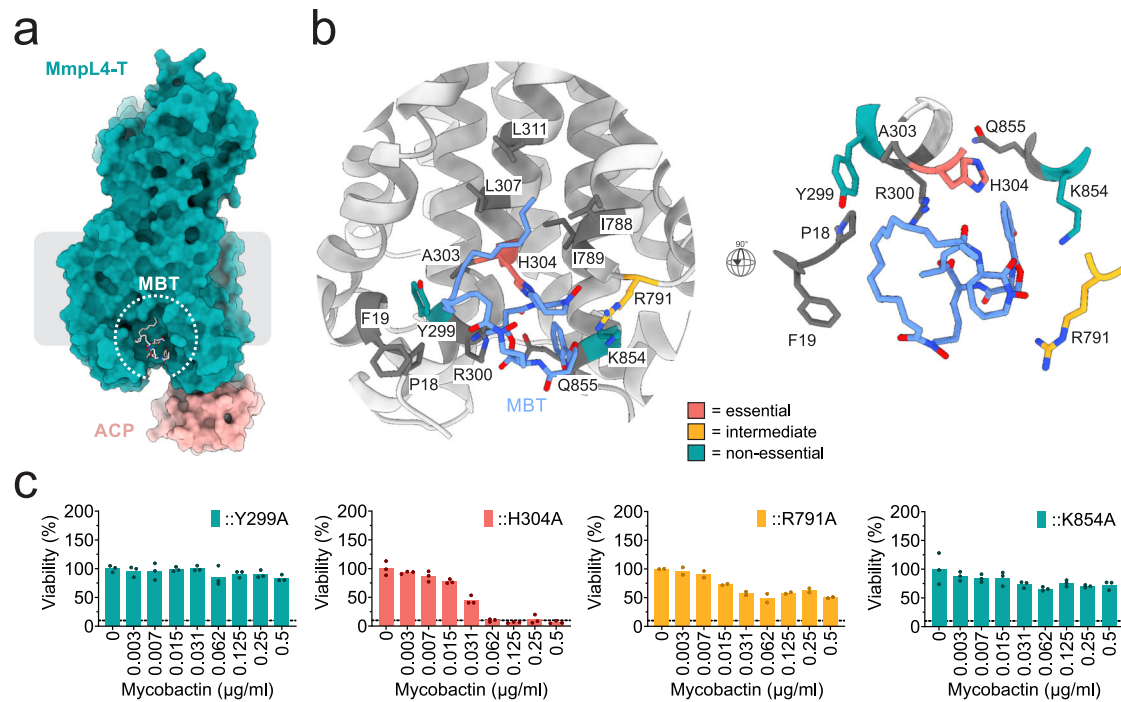 a
MmpL4-T
MBT
ACP
b
L311
L307
I788
A303
H304
I789
R791
F19
Y299
K854
P18
R300
Q855
MBT
90°
A303
Q855
Y299
R300
H304
K854
P18
F19
R791
= essential
= intermediate
= non-essential
c
Viability (%)
200
150
100
50
0
::Y299A
0 0.003 0.007 0.015 0.031 0.062 0.125 0.25 0.5
Mycobactin (µg/ml)
Viability (%)
200
150
100
50
0
::H304A
0 0.003 0.007 0.015 0.031 0.062 0.125 0.25 0.5
Mycobactin (µg/ml)
Viability (%)
200
150
100
50
0
::R791A
0 0.003 0.007 0.015 0.031 0.062 0.125 0.25 0.5
Mycobactin (µg/ml)
Viability (%)
200
150
100
50
0
::K854A
0 0.003 0.007 0.015 0.031 0.062 0.125 0.25 0.5
Mycobactin (µg/ml)